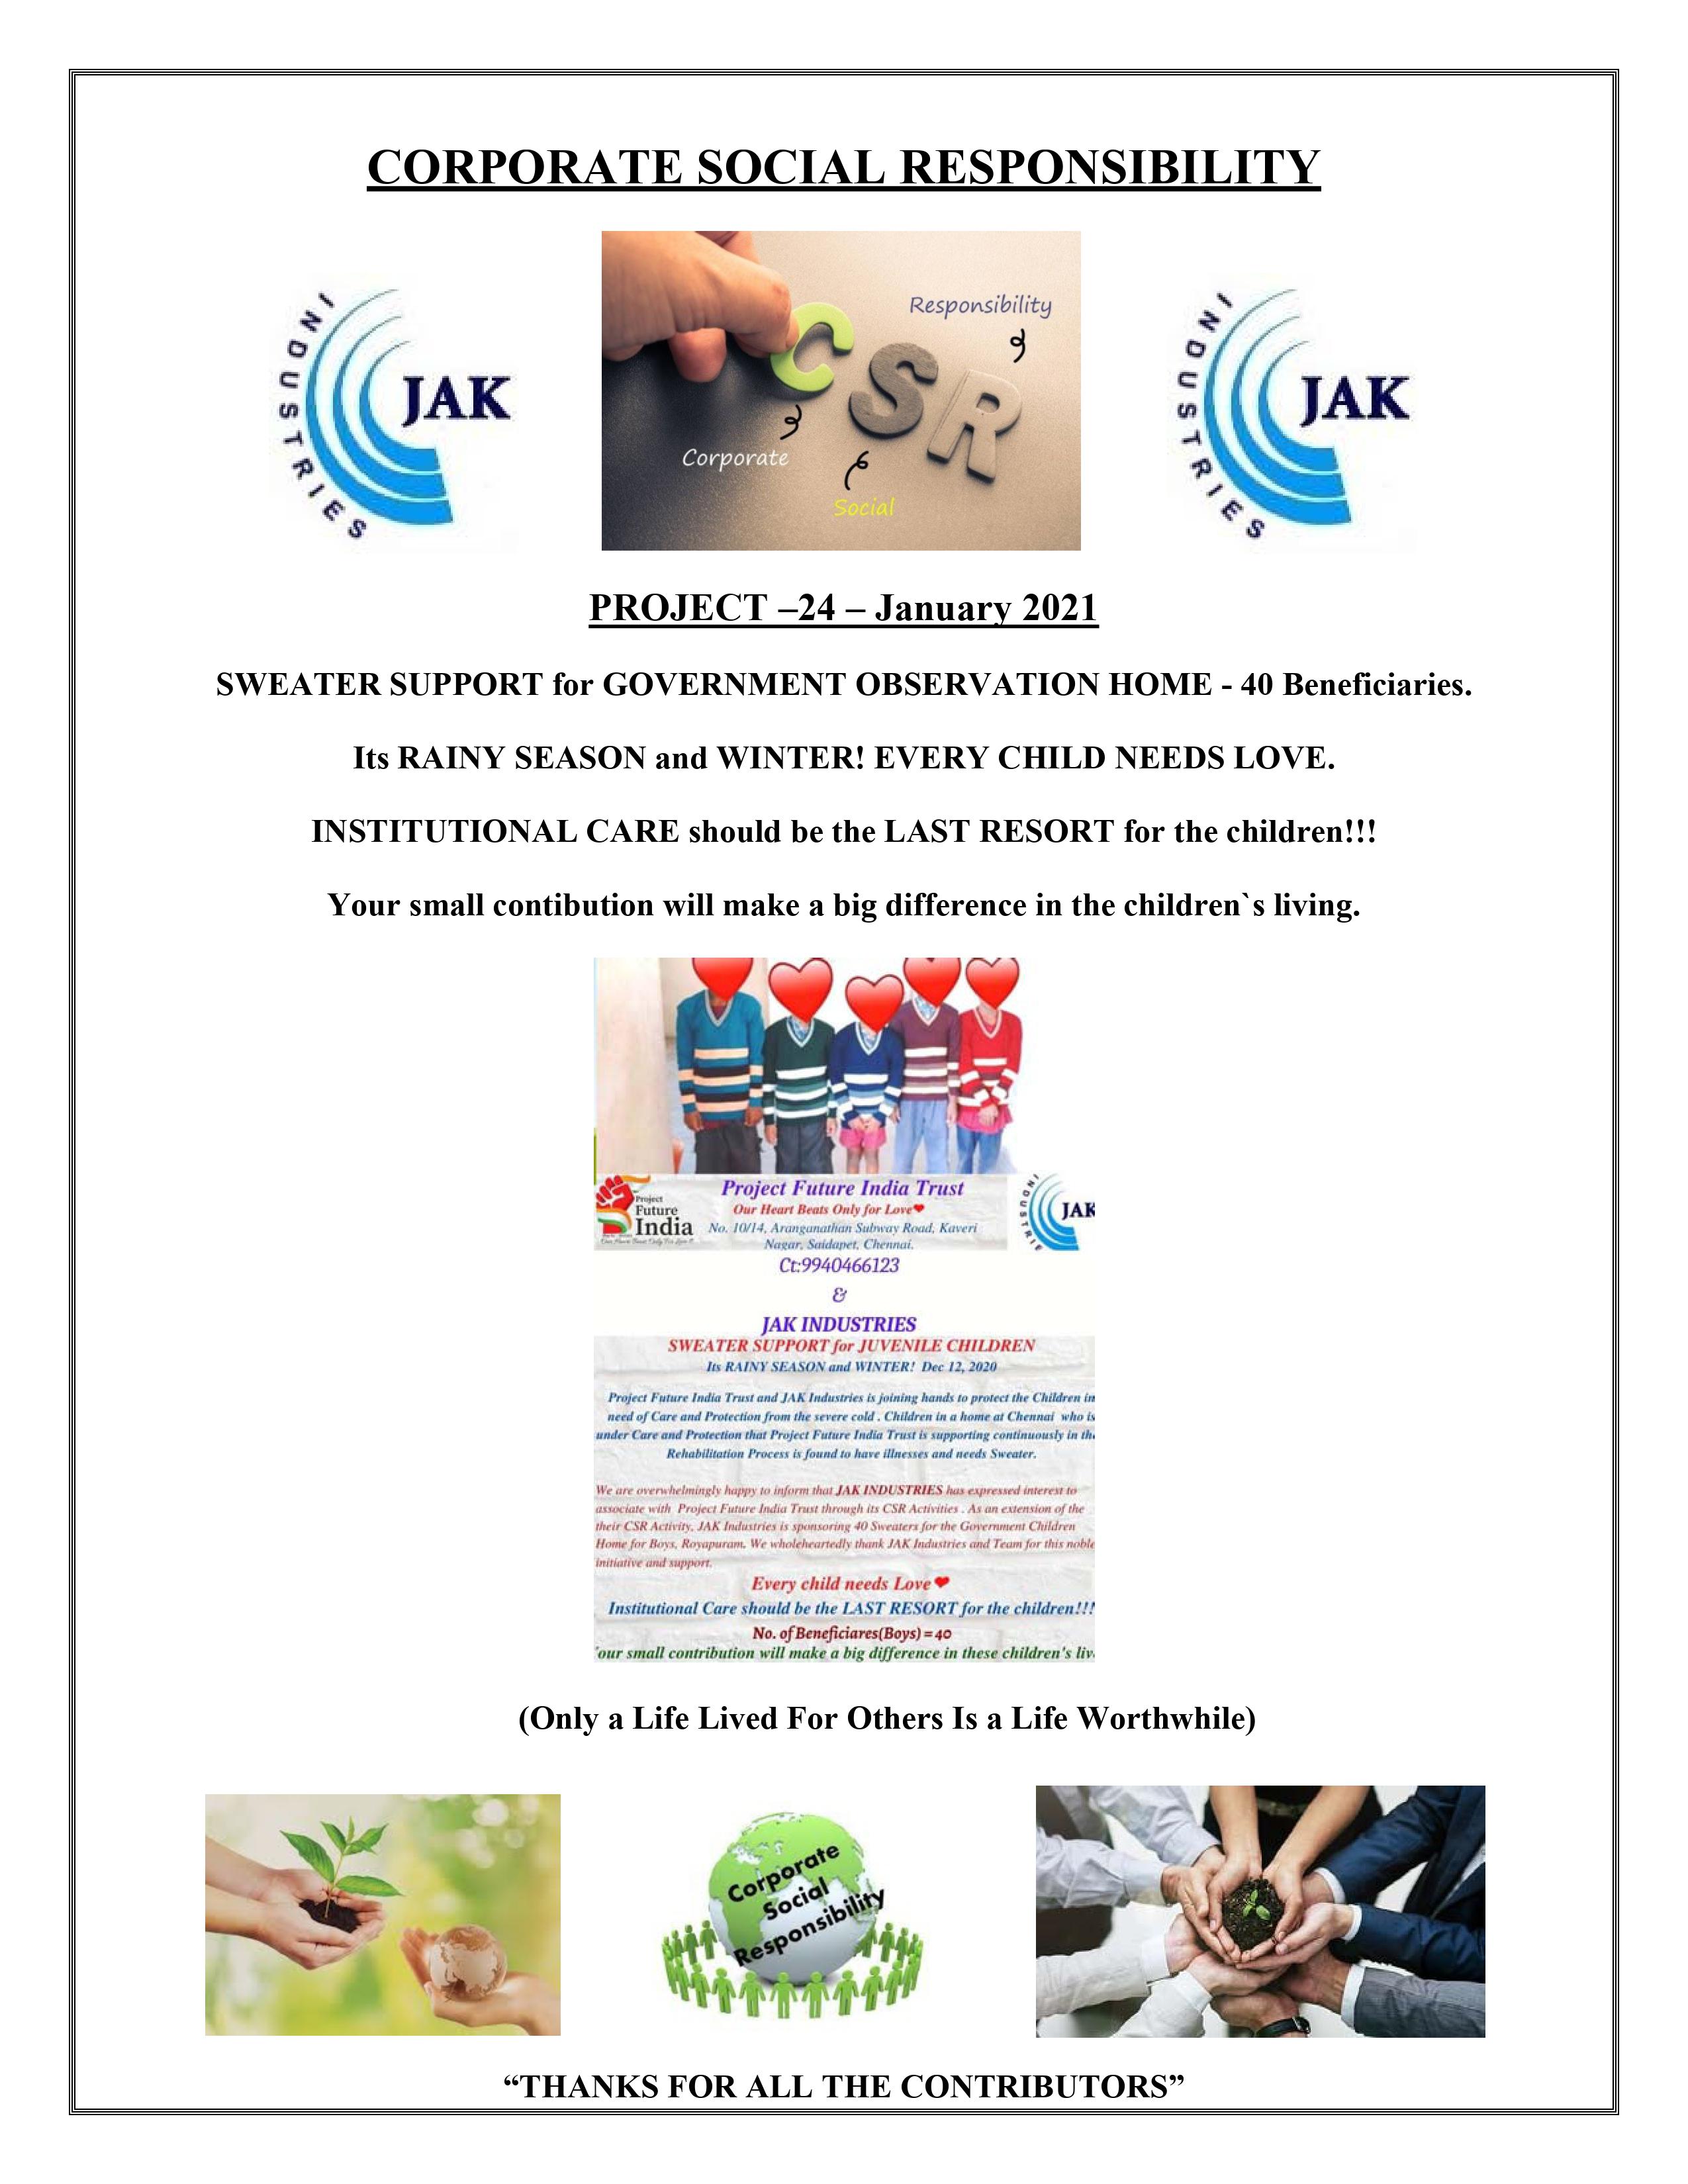 CORPORATE SOCIAL RESPONSIBILITY
INDUSTRIES
JAK
Responsibility
CSR
Corporate
Social
INDUSTRIES
JAK
PROJECT –24 – January 2021
SWEATER SUPPORT for GOVERNMENT OBSERVATION HOME - 40 Beneficiaries.
Its RAINY SEASON and WINTER! EVERY CHILD NEEDS LOVE.
INSTITUTIONAL CARE should be the LAST RESORT for the children!!!
Your small contibution will make a big difference in the children`s living.
Project
Future
India
Project Future India Trust
Our Heart Beats Only for Love❤
No. 10/14, Aranganathan Subway Road, Kaveri
Nagar, Saidapet, Chennai.
Ct:9940466123
INDUSTRIE
JAK
&
JAK INDUSTRIES
SWEATER SUPPORT for JUVENILE CHILDREN
Its RAINY SEASON and WINTER! Dec 12, 2020
Project Future India Trust and JAK Industries is joining hands to protect the Children in
need of Care and Protection from the severe cold . Children in a home at Chennai who is
under Care and Protection that Project Future India Trust is supporting continuously in the
Rehabilitation Process is found to have illnesses and needs Sweater.
We are overwhelmingly happy to inform that JAK INDUSTRIES has expressed interest to
associate with Project Future India Trust through its CSR Activities . As an extension of the
their CSR Activity, JAK Industries is sponsoring 40 Sweaters for the Government Children
Home for Boys, Royapuram. We wholeheartedly thank JAK Industries and Team for this noble
initiative and support.
Every child needs Love❤
Institutional Care should be the LAST RESORT for the children!!!
No. of Beneficiares(Boys) = 40
our small contribution will make a big difference in these children's liv
(Only a Life Lived For Others Is a Life Worthwhile)
Corporate
Social
Responsibility
“THANKS FOR ALL THE CONTRIBUTORS”